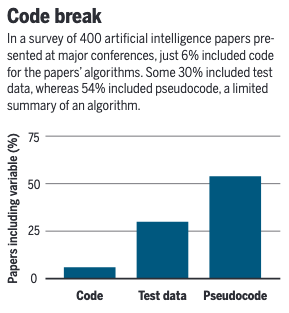 Code break
In a survey of 400 artificial intelligence papers pre-
sented at major conferences, just 6% included code
for the papers' algorithms. Some 30% included test
data, whereas 54% included pseudocode, a limited
summary of an algorithm.
Papers including variable (%)
75
50
25
0
Code Test data Pseudocode